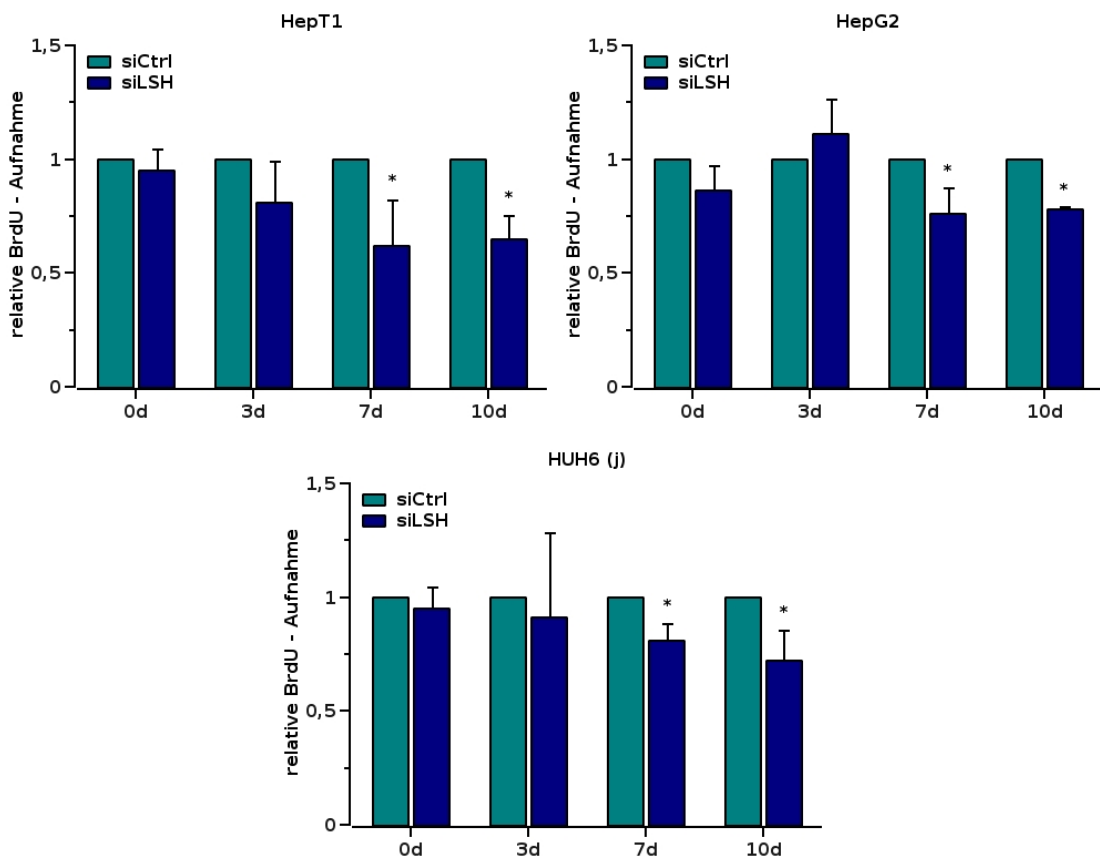 HepT1
1,5
siCtrl
siLSH
1
0,5
0
relative BrdU - Aufnahme
*
*
0d 3d 7d 10d
HepG2
1,5
siCtrl
siLSH
1
0,5
0
relative BrdU - Aufnahme
*
*
0d 3d 7d 10d
HUH6 (j)
1,5
siCtrl
siLSH
1
0,5
0
relative BrdU - Aufnahme
*
*
0d 3d 7d 10d